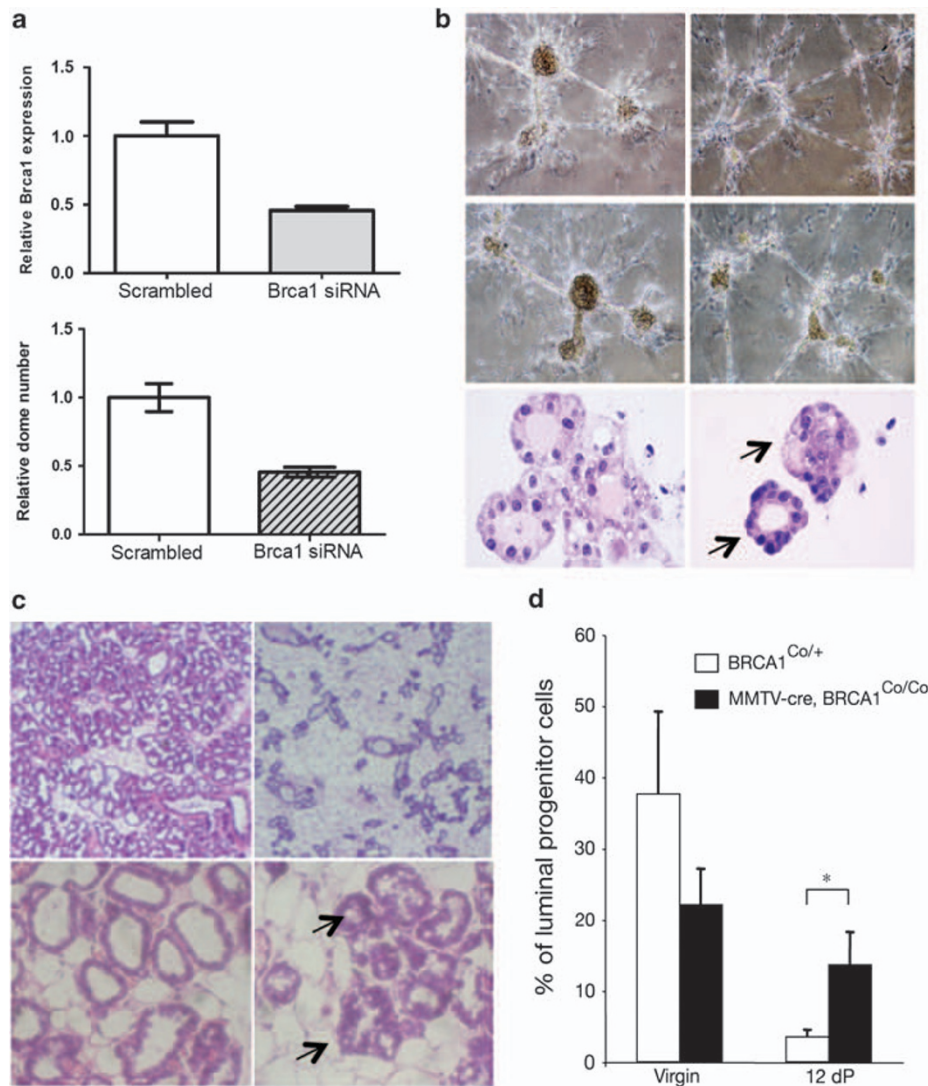 a
Relative Brca1 expression
1.5
1.0
0.5
0.0
Scrambled
Brca1 siRNA
Relative dome number
1.5
1.0
0.5
0.0
Scrambled
Brca1 siRNA
b
c
d
% of luminal progenitor cells
60
50
40
30
20
10
0
BRCA1Co/+
MMTV-cre, BRCA1Co/Co
*
Virgin
12 dP